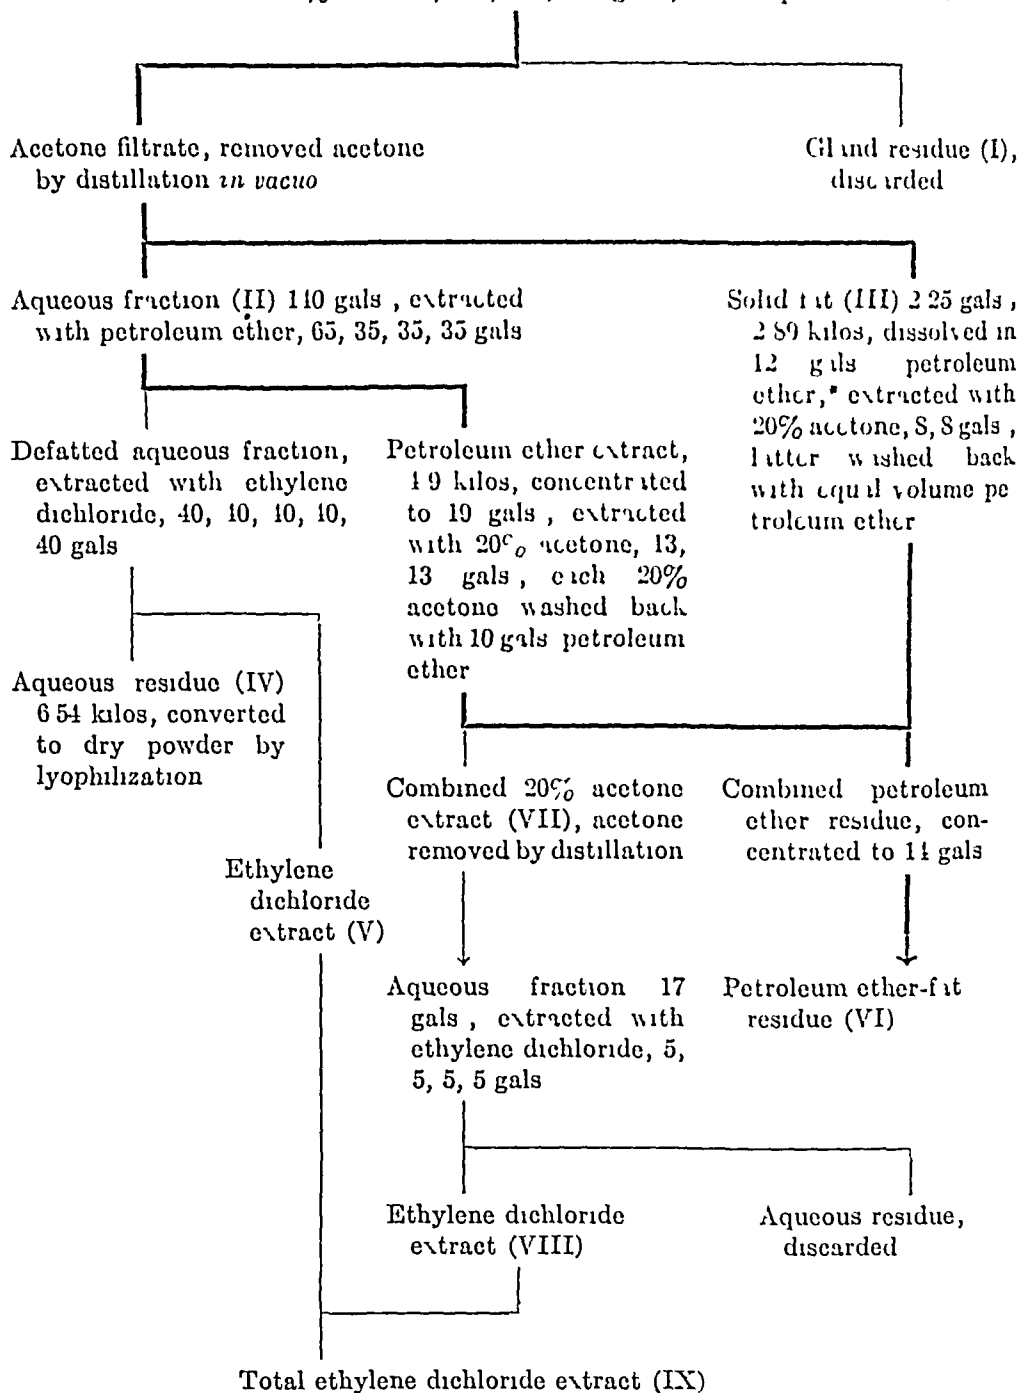 Acetone filtrate, removed acetone
by distillation in vacuo
Gland residue (I),
discarded
Aqueous fraction (II) 110 gals , extracted
with petroleum ether, 65, 35, 35, 35 gals
Solid fat (III) 2 25 gals ,
2 89 kilos, dissolved in
12 gals petroleum
ether,* extracted with
20% acetone, 8, 8 gals ,
latter washed back
with equal volume pe
troleum ether
Defatted aqueous fraction,
extracted with ethylene
dichloride, 40, 10, 10, 10,
40 gals
Petroleum ether extract,
1 9 kilos, concentrated
to 19 gals , extracted
with 20% acetone, 13,
13 gals , each 20%
acetone washed back
with 10 gals petroleum
ether
Aqueous residue (IV)
6 54 kilos, converted
to dry powder by
lyophilization
Combined 20% acetone
extract (VII), acetone
removed by distillation
Combined petroleum
ether residue, con-
centrated to 14 gals
Ethylene
dichloride
extract (V)
Aqueous fraction 17
gals , extracted with
ethylene dichloride, 5,
5, 5, 5 gals
Petroleum ether-fat
residue (VI)
Ethylene dichloride
extract (VIII)
Aqueous residue,
discarded
Total ethylene dichloride extract (IX)